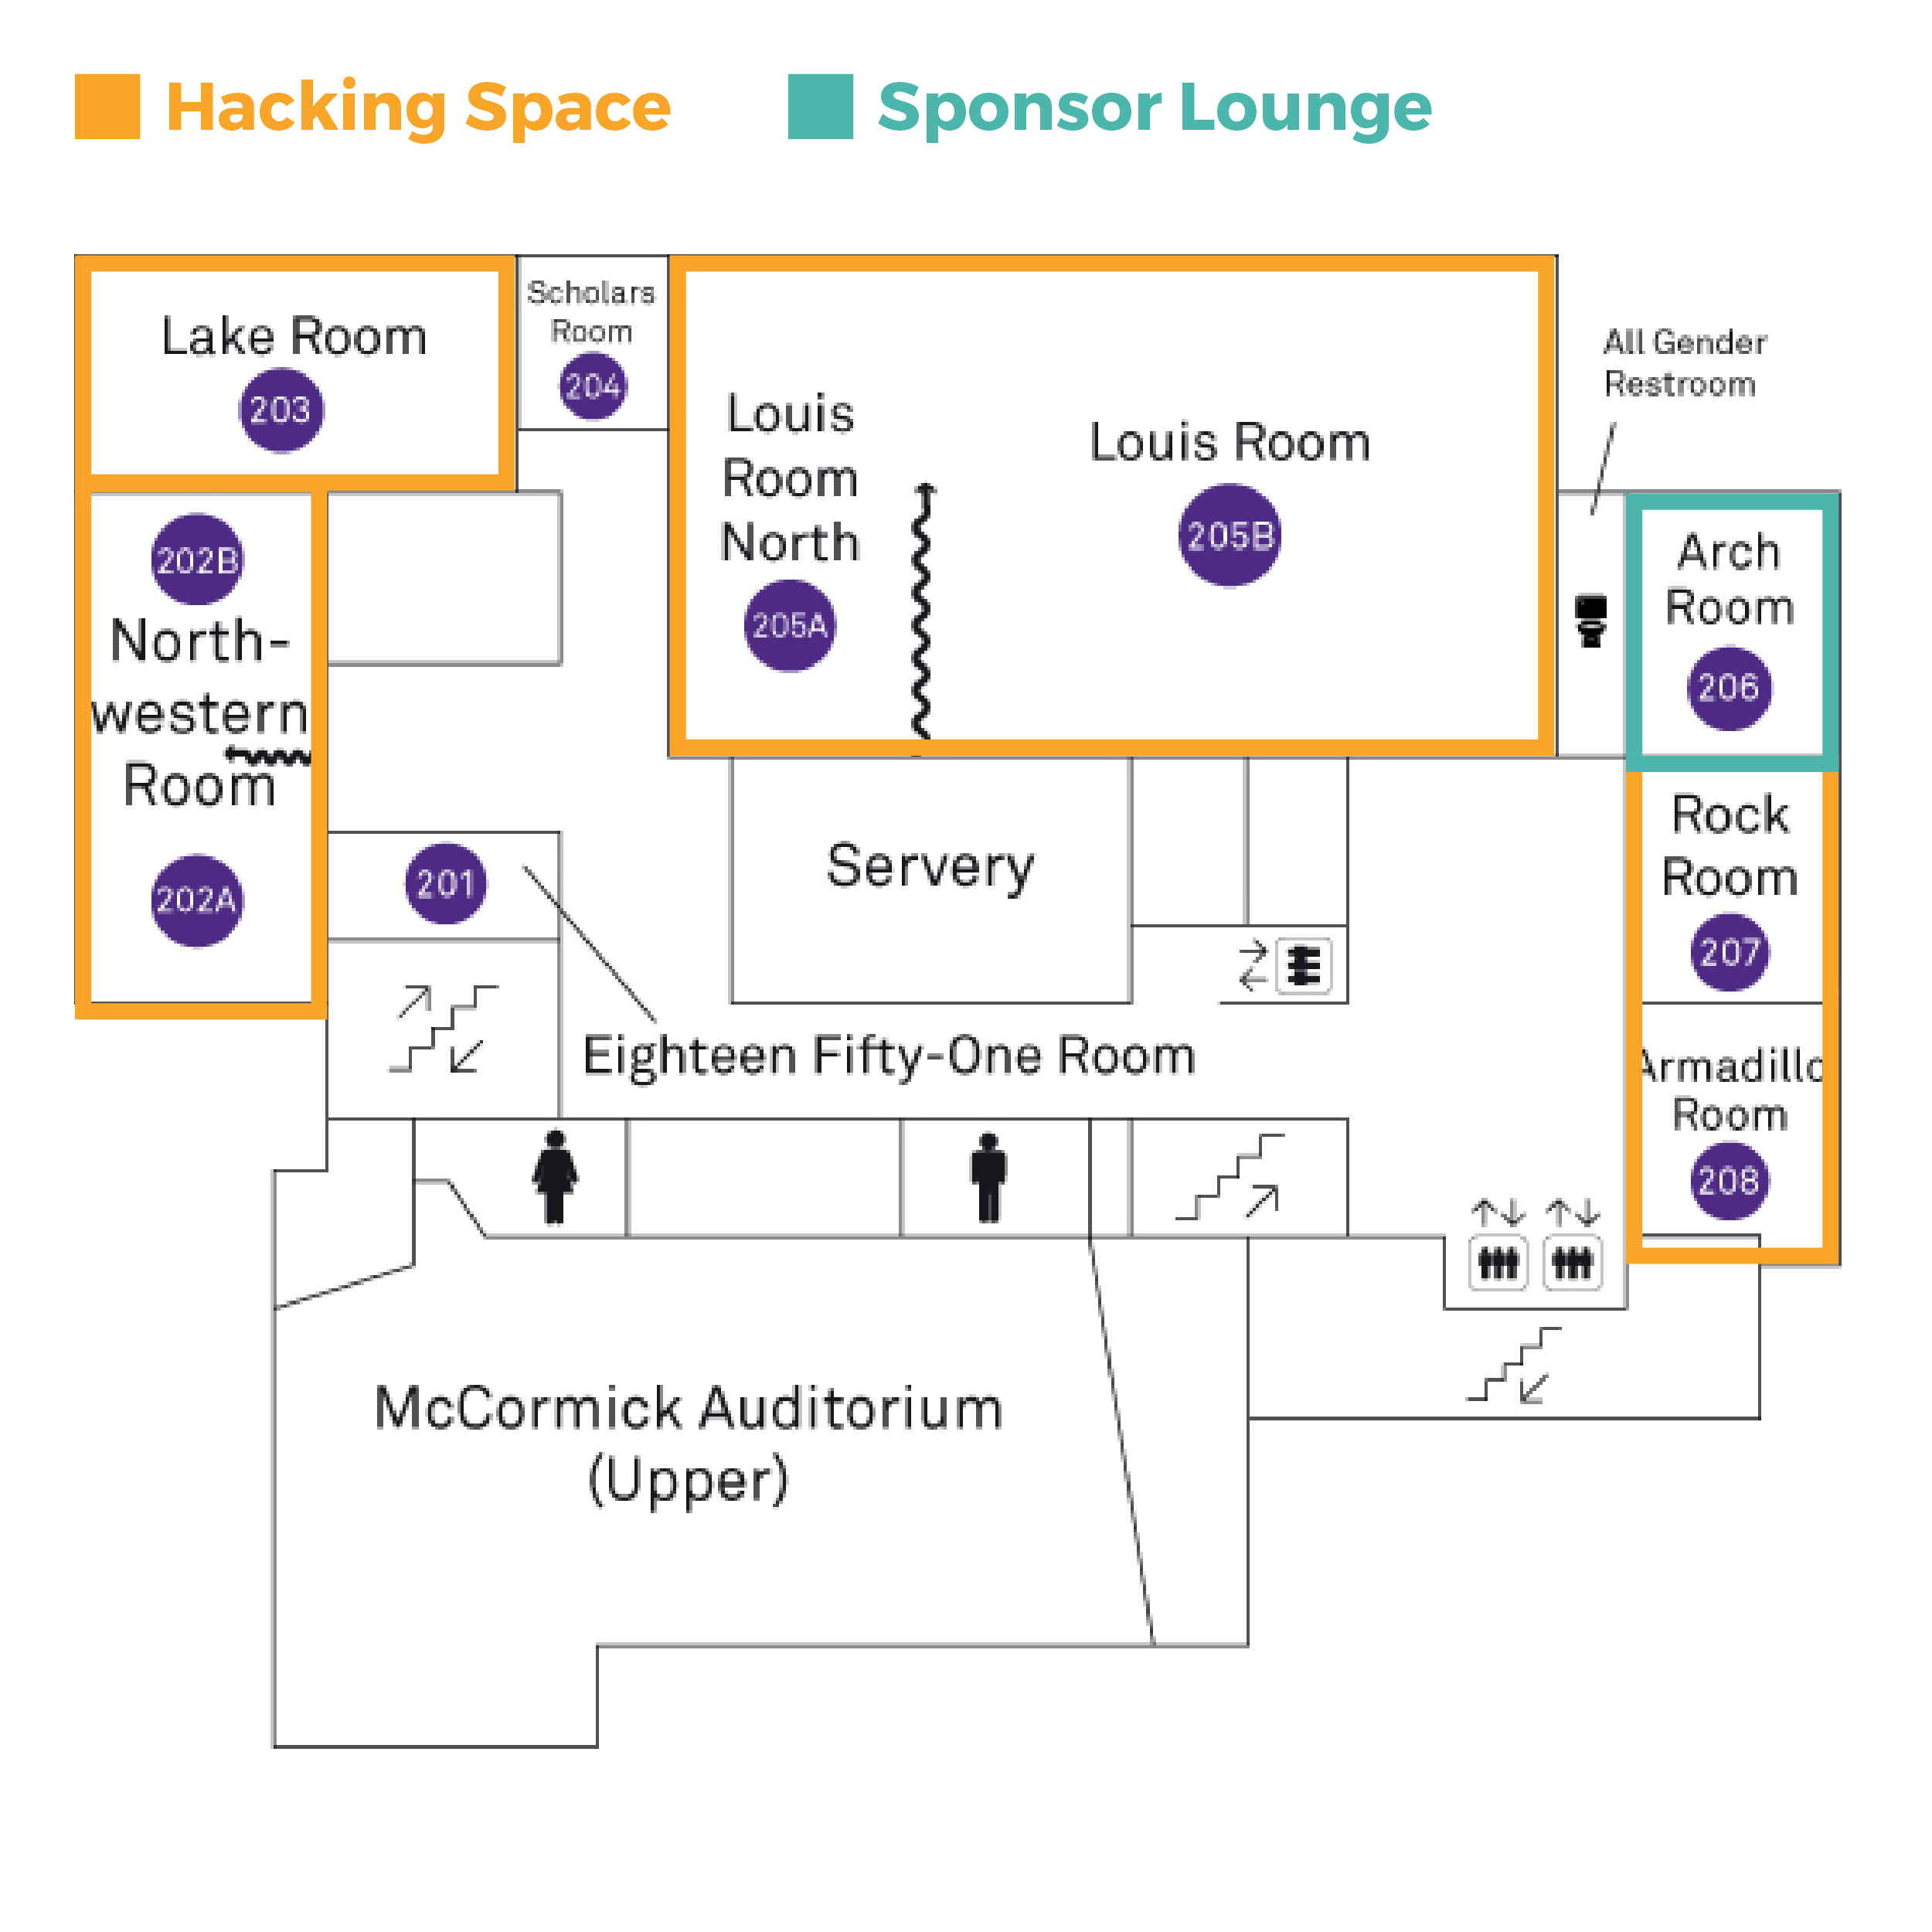 Hacking Space
Sponsor Lounge
Lake Room
203
Scholars
Room
204
Louis
Room
North
205A
Louis Room
205B
All Gender
Restroom
202B
North-
western
Room
202A
Arch
Room
206
Rock
Room
207
Armadillo
Room
208
201
Servery
Eighteen Fifty-One Room
McCormick Auditorium
(Upper)